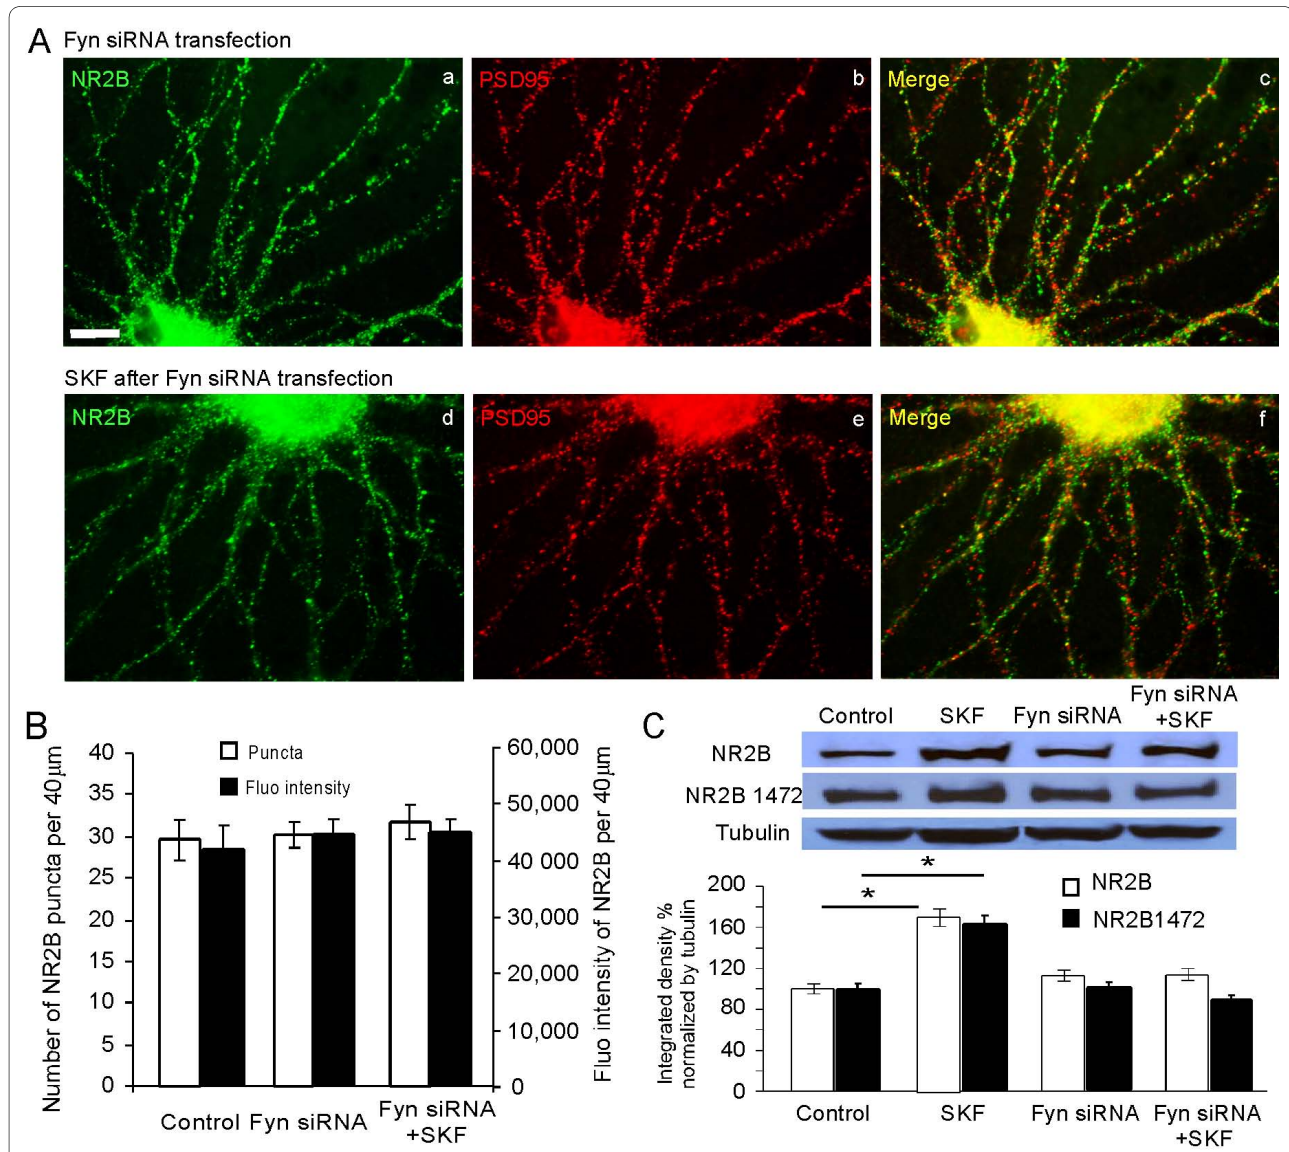 A Fyn siRNA transfection
NR2B a
PSD95 b
Merge c
SKF after Fyn siRNA transfection
NR2B d
PSD95 e
Merge f
B
Number of NR2B puncta per 40µm
40
35
30
25
20
15
10
5
0
Puncta
Fluo intensity
60,000
50,000
40,000
30,000
20,000
10,000
0
Fluo intensity of NR2B per 40µm
Control Fyn siRNA Fyn siRNA
+SKF
C
Control SKF Fyn siRNA Fyn siRNA
+SKF
NR2B
NR2B 1472
Tubulin
Integrated density %
normalized by tubulin
200
160
120
80
40
0
*
*
NR2B
NR2B1472
Control SKF Fyn siRNA Fyn siRNA
+SKF